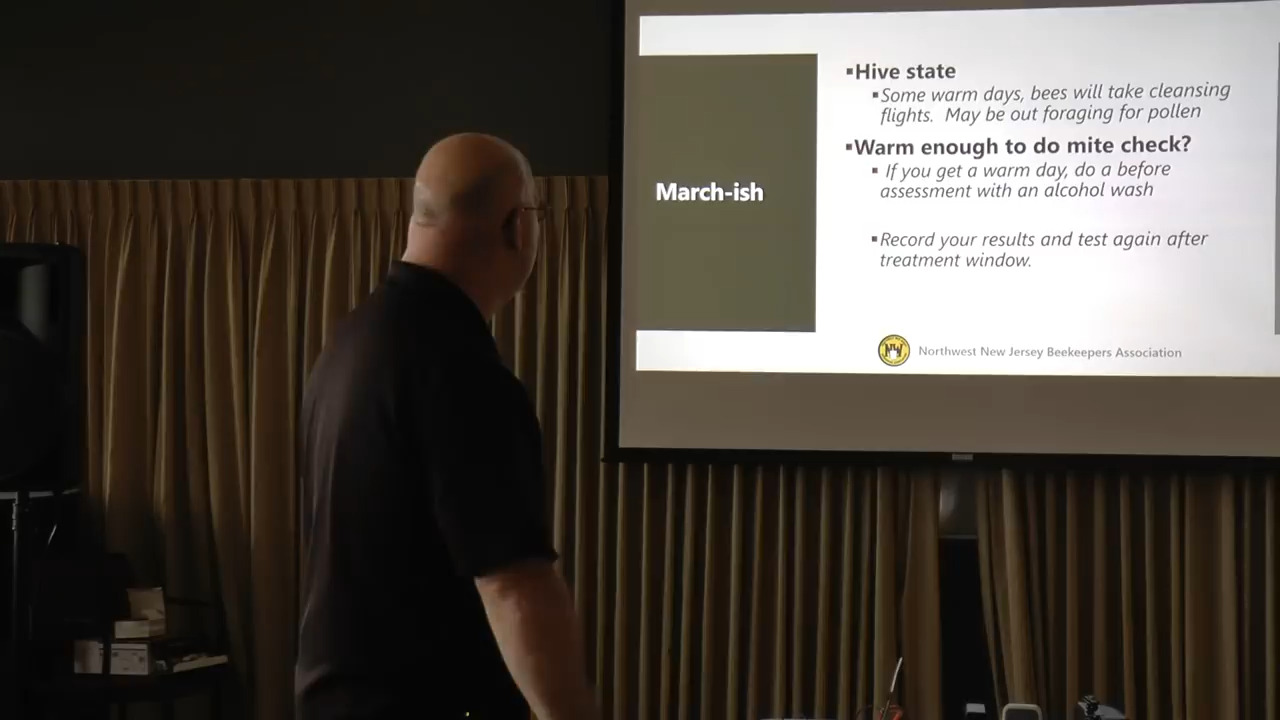 March-ish
▪Hive state
▪Some warm days, bees will take cleansing
flights. May be out foraging for pollen
▪Warm enough to do mite check?
▪ If you get a warm day, do a before
assessment with an alcohol wash
▪Record your results and test again after
treatment window.
NW
Northwest New Jersey Beekeepers Association